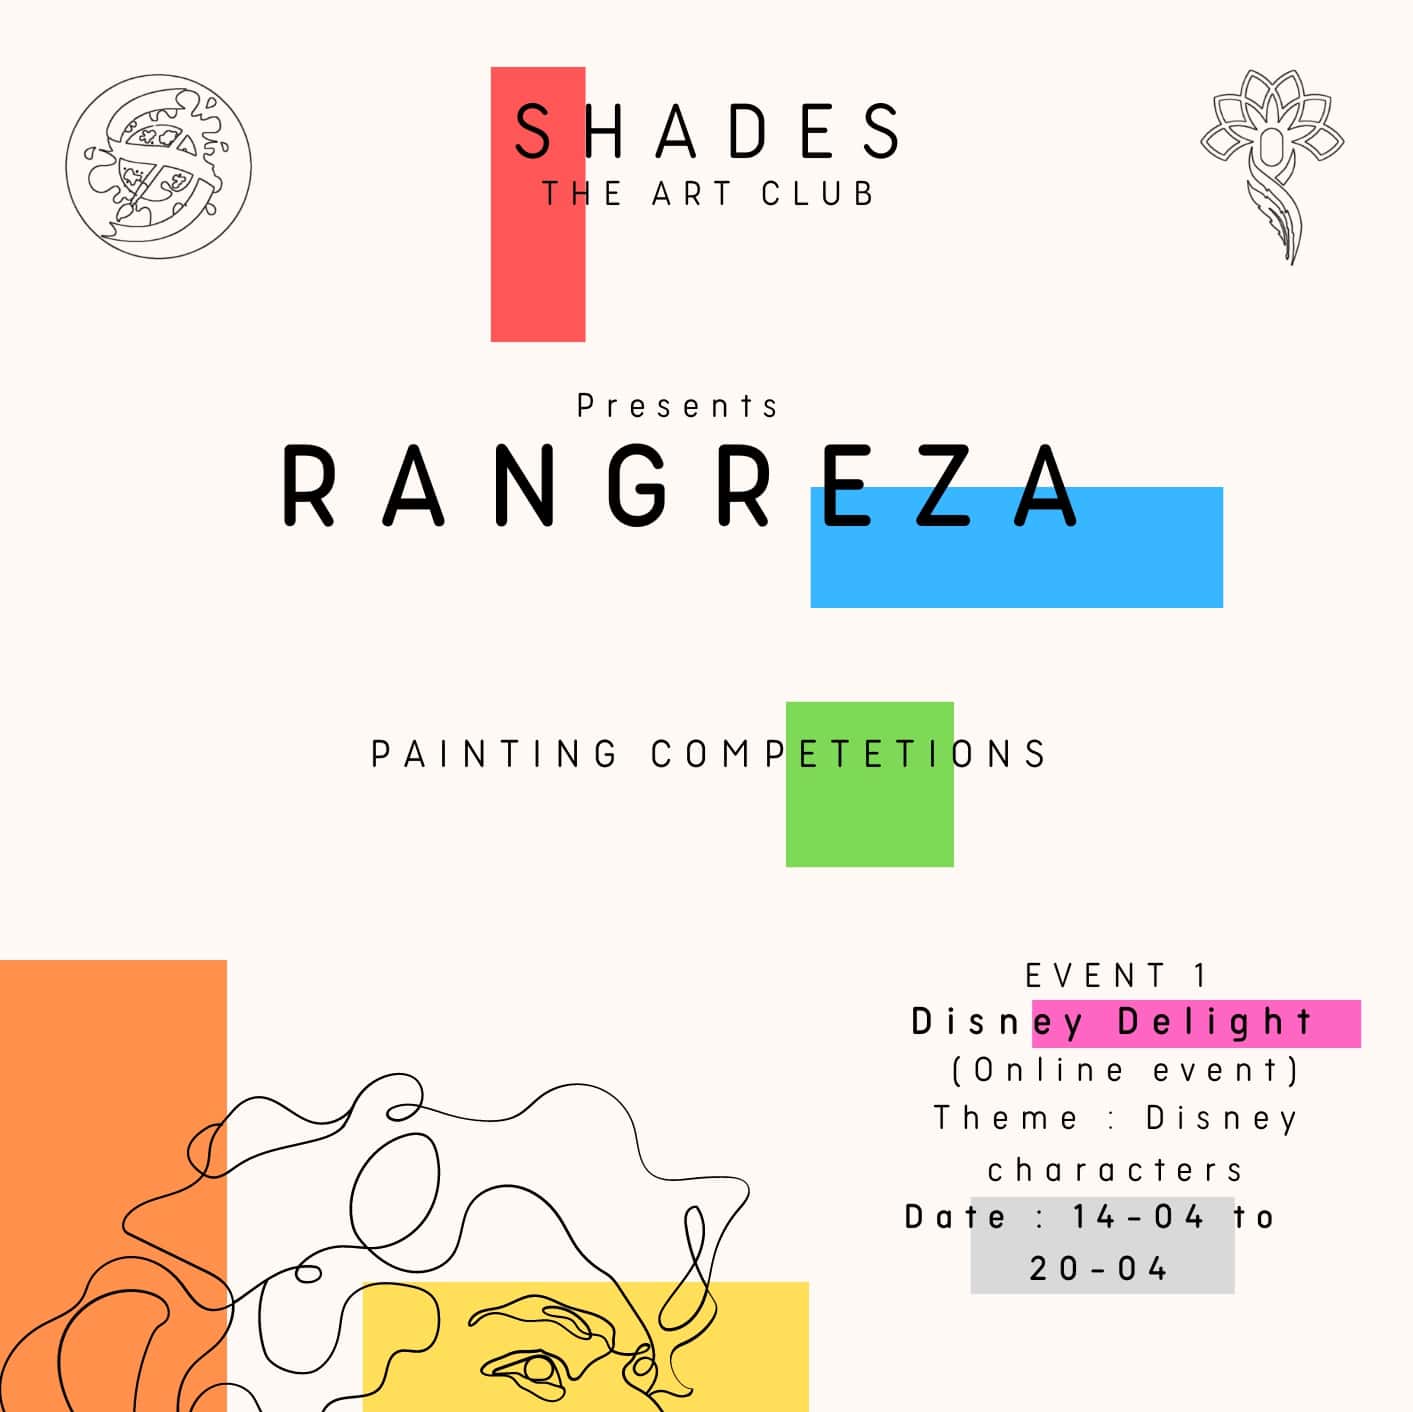 SHADES
THE ART CLUB
Presents
RANGREZA
PAINTING COMPETETIONS
EVENT 1
Disney Delight
(Online event)
Theme : Disney
characters
Date : 14-04 to
20-04